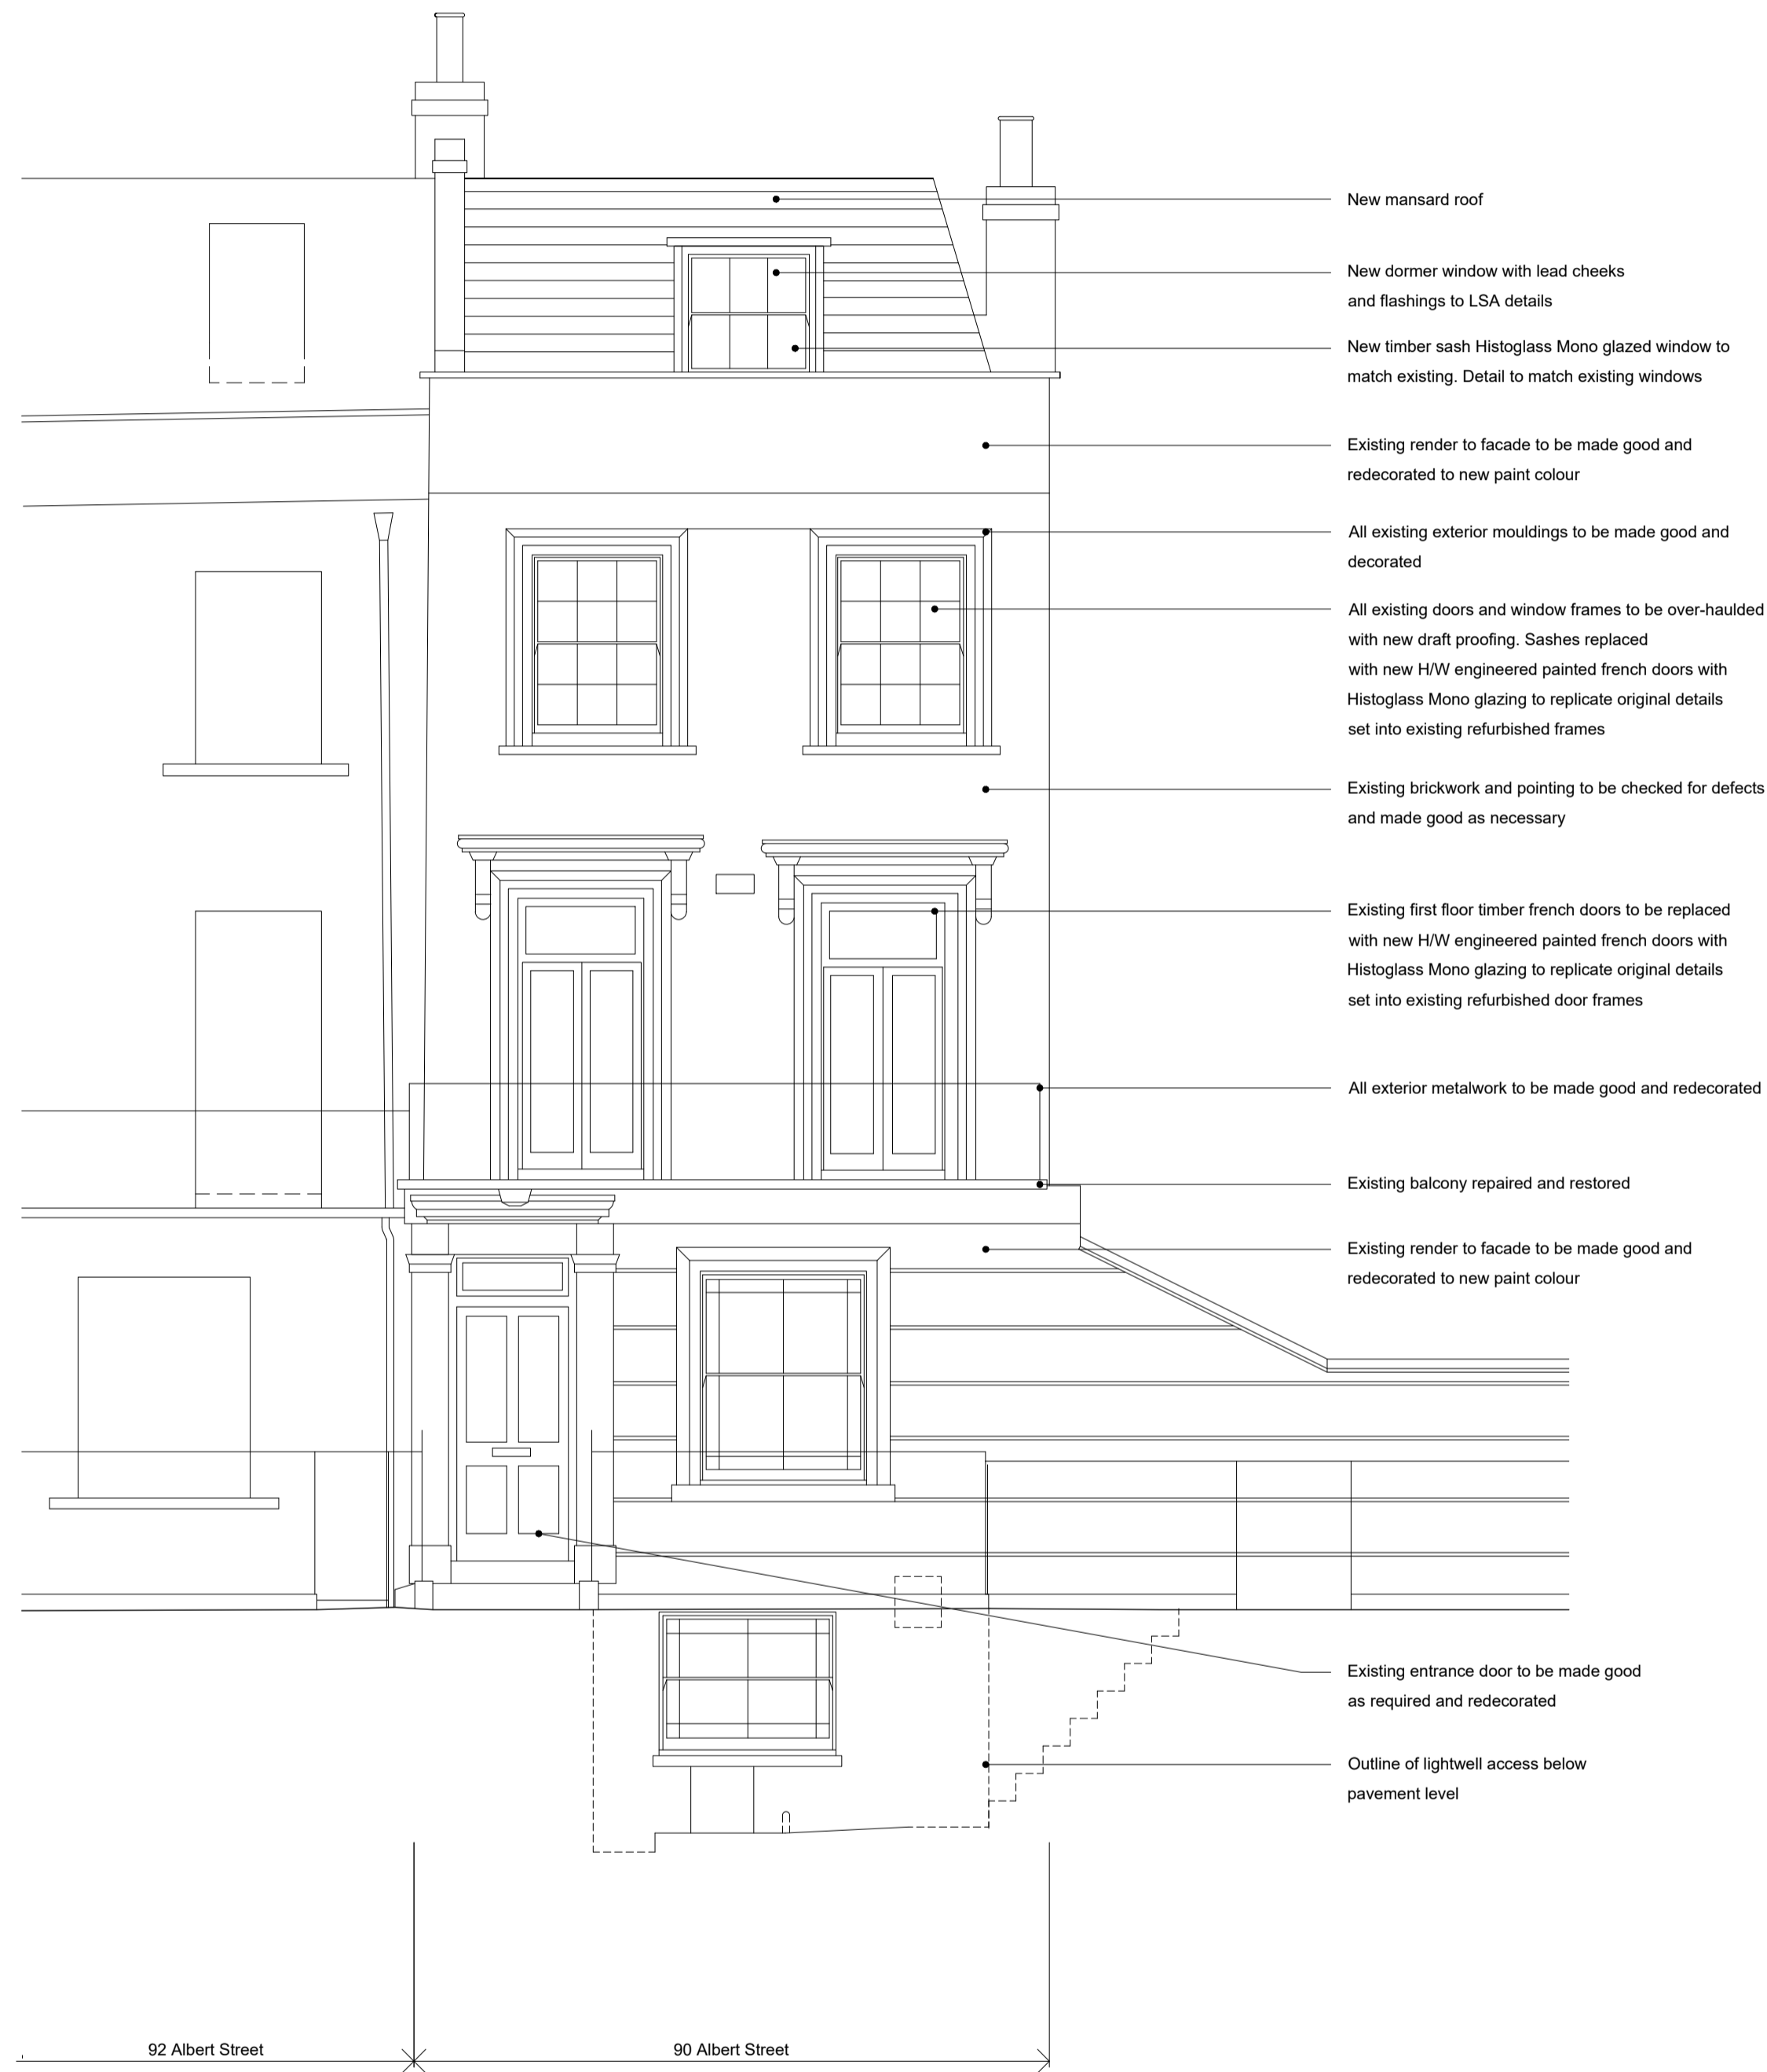 New mansard roof
New dormer window with lead cheeks
and flashings to LSA details
New timber sash Histoglass Mono glazed window to
match existing. Detail to match existing windows
Existing render to facade to be made good and
redecorated to new paint colour
All existing exterior mouldings to be made good and
decorated
All existing doors and window frames to be over-haulded
with new draft proofing. Sashes replaced
with new H/W engineered painted french doors with
Histoglass Mono glazing to replicate original details
set into existing refurbished frames
Existing brickwork and pointing to be checked for defects
and made good as necessary
Existing first floor timber french doors to be replaced
with new H/W engineered painted french doors with
Histoglass Mono glazing to replicate original details
set into existing refurbished door frames
All exterior metalwork to be made good and redecorated
Existing balcony repaired and restored
Existing render to facade to be made good and
redecorated to new paint colour
Existing entrance door to be made good
as required and redecorated
Outline of lightwell access below
pavement level
92 Albert Street
90 Albert Street